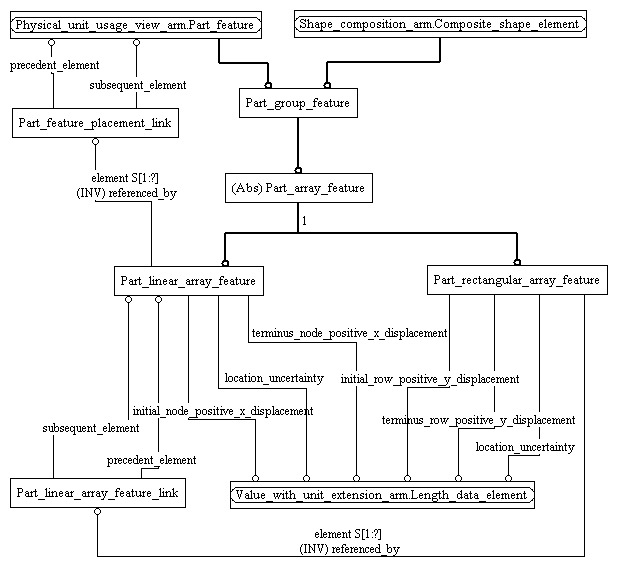 Physical_unit_usage_view_arm.Part_feature
Shape_composition_arm.Composite_shape_element
precedent_element
subsequent_element
Part_group_feature
Part_feature_placement_link
element S[1:?]
(INV) referenced_by
(Abs) Part_array_feature
1
Part_linear_array_feature
Part_rectangular_array_feature
terminus_node_positive_x_displacement
location_uncertainty
initial_row_positive_y_displacement
initial_node_positive_x_displacement
terminus_row_positive_y_displacement
subsequent_element
location_uncertainty
precedent_element
Part_linear_array_feature_link
Value_with_unit_extension_arm.Length_data_element
element S[1:?]
(INV) referenced_by